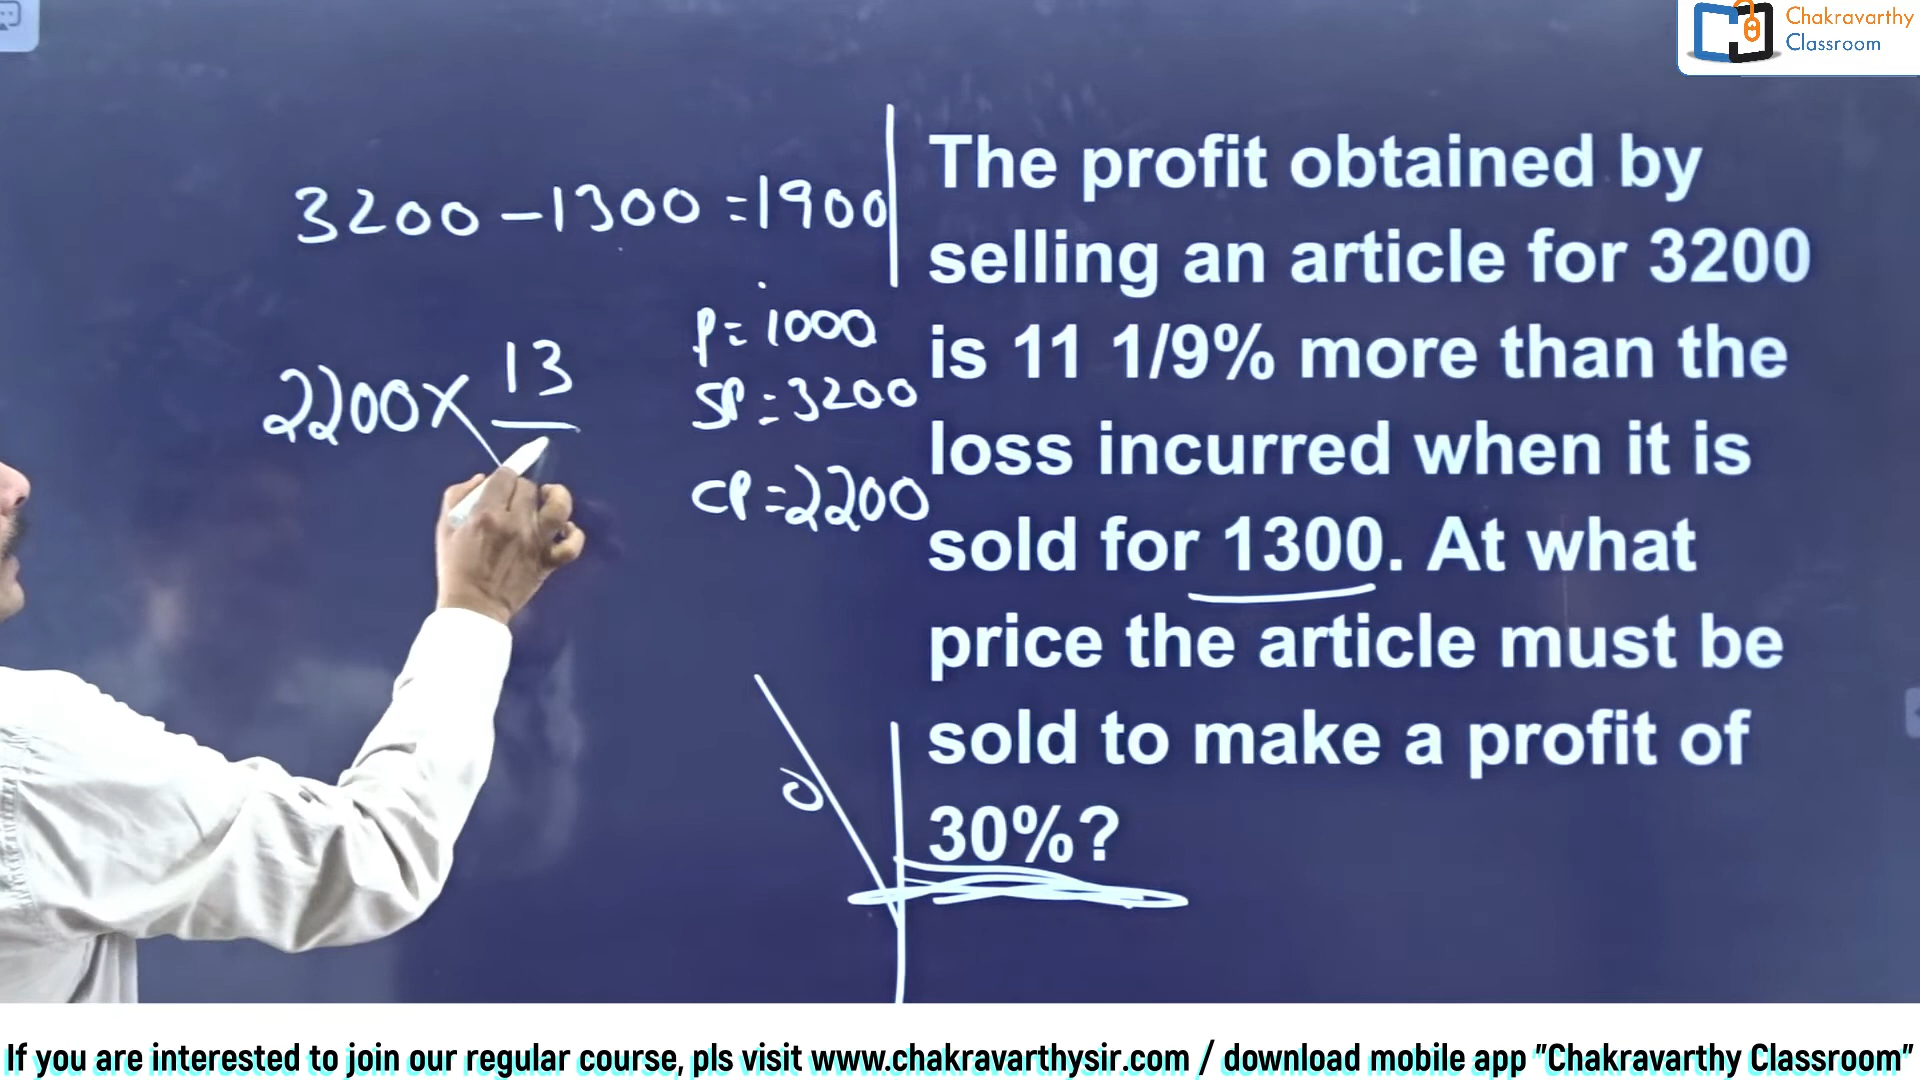 Chakravarthy
Classroom
3200 - 1300 = 1900
2200 × 13
P = 1000
SP = 3200
CP = 2200
The profit obtained by
selling an article for 3200
is 11 1/9% more than the
loss incurred when it is
sold for 1300. At what
price the article must be
sold to make a profit of
30%?
If you are interested to join our regular course, pls visit www.chakravarthysir.com / download mobile app "Chakravarthy Classroom"